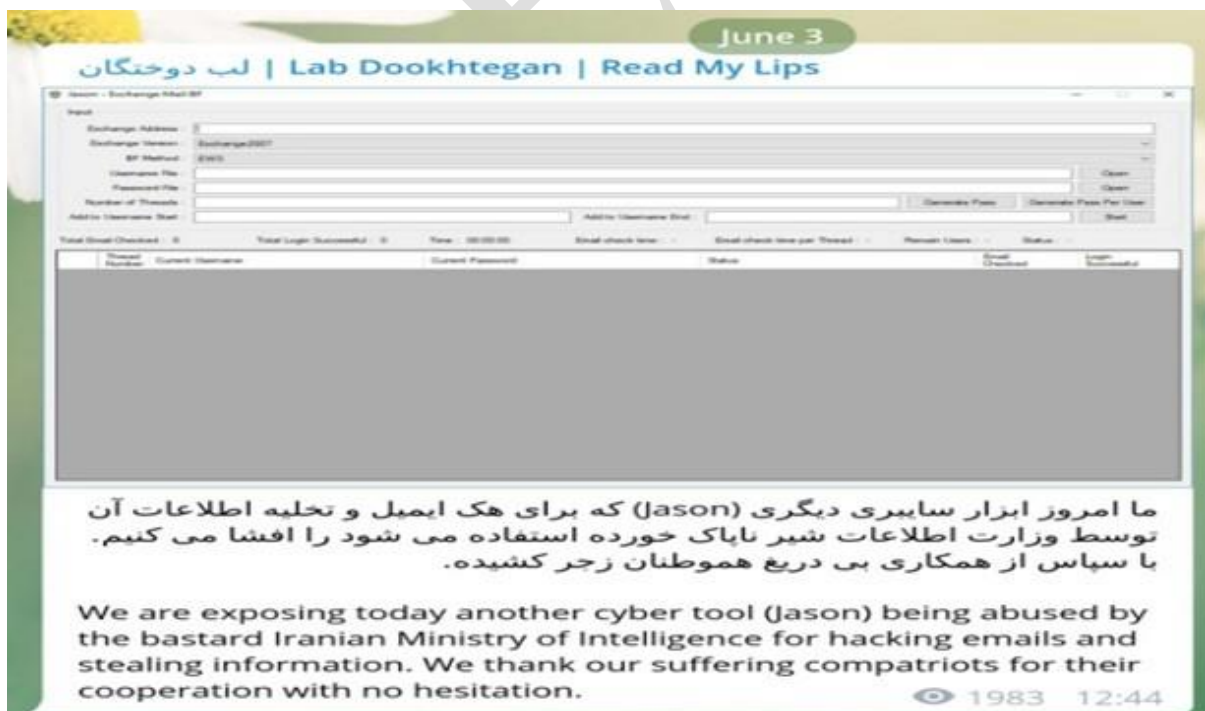 June 3
لب دوختگان | Lab Dookhtegan | Read My Lips
Jason - Exchange Mail BF
Input
Exchange Address :
Exchange Version : Exchange2007
BF Method : EWS
Username File : Open
Password File : Open
Number of Threads : Generate Pass Generate Pass Per User
Add to Username Start : Add to Username End : Start
Total Email Checked : 0 Total Login Successful : 0 Time : 00:00:00 Email check time : - Email check time per Thread : - Remain Users : - Status : -
Thread Number Current Username Current Password Status Email Checked Login Successful
ما امروز ابزار سایبری دیگری (Jason) که برای هک ایمیل و تخلیه اطلاعات آن
توسط وزارت اطلاعات شیر ناپاک خورده استفاده می شود را افشا می کنیم.
با سپاس از همکاری بی دریغ هموطنان زجر کشیده.
We are exposing today another cyber tool (Jason) being abused by
the bastard Iranian Ministry of Intelligence for hacking emails and
stealing information. We thank our suffering compatriots for their
cooperation with no hesitation.
1983 12:44